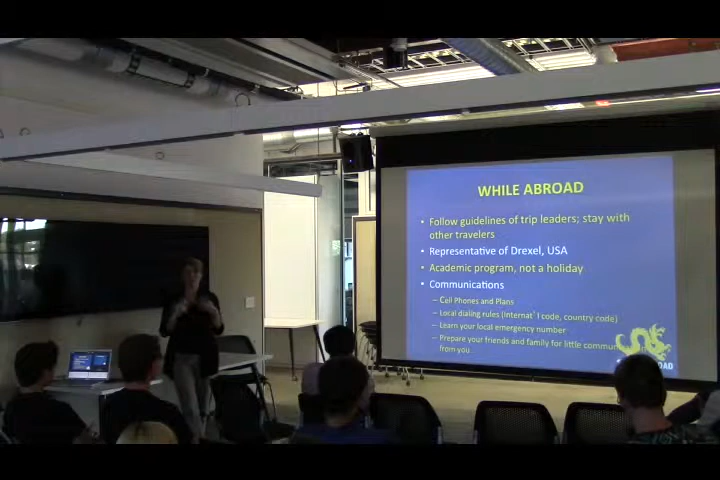 WHILE ABROAD
• Follow guidelines of trip leaders; stay with
other travelers
• Representative of Drexel, USA
• Academic program, not a holiday
• Communications
– Cell Phones and Plans
– Local dialing rules (Internat'l code, country code)
– Learn your local emergency number
– Prepare your friends and family for little
from you